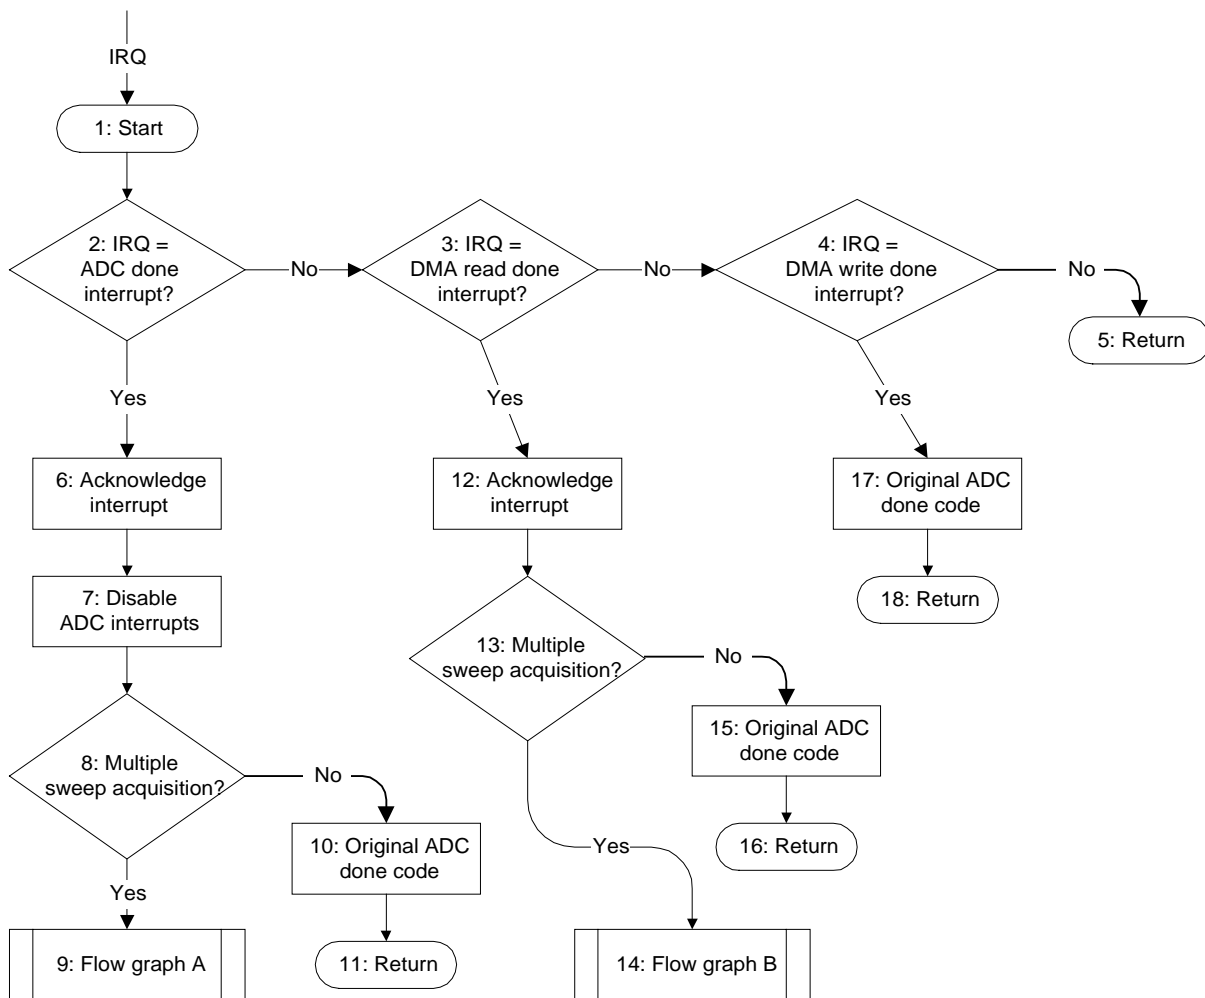 IRQ
1: Start
2: IRQ =
ADC done
interrupt?
No
3: IRQ =
DMA read done
interrupt?
No
4: IRQ =
DMA write done
interrupt?
No
5: Return
Yes
Yes
Yes
6: Acknowledge
interrupt
12: Acknowledge
interrupt
17: Original ADC
done code
7: Disable
ADC interrupts
18: Return
13: Multiple
sweep acquisition?
No
15: Original ADC
done code
8: Multiple
sweep acquisition?
No
10: Original ADC
done code
16: Return
Yes
Yes
9: Flow graph A
11: Return
14: Flow graph B